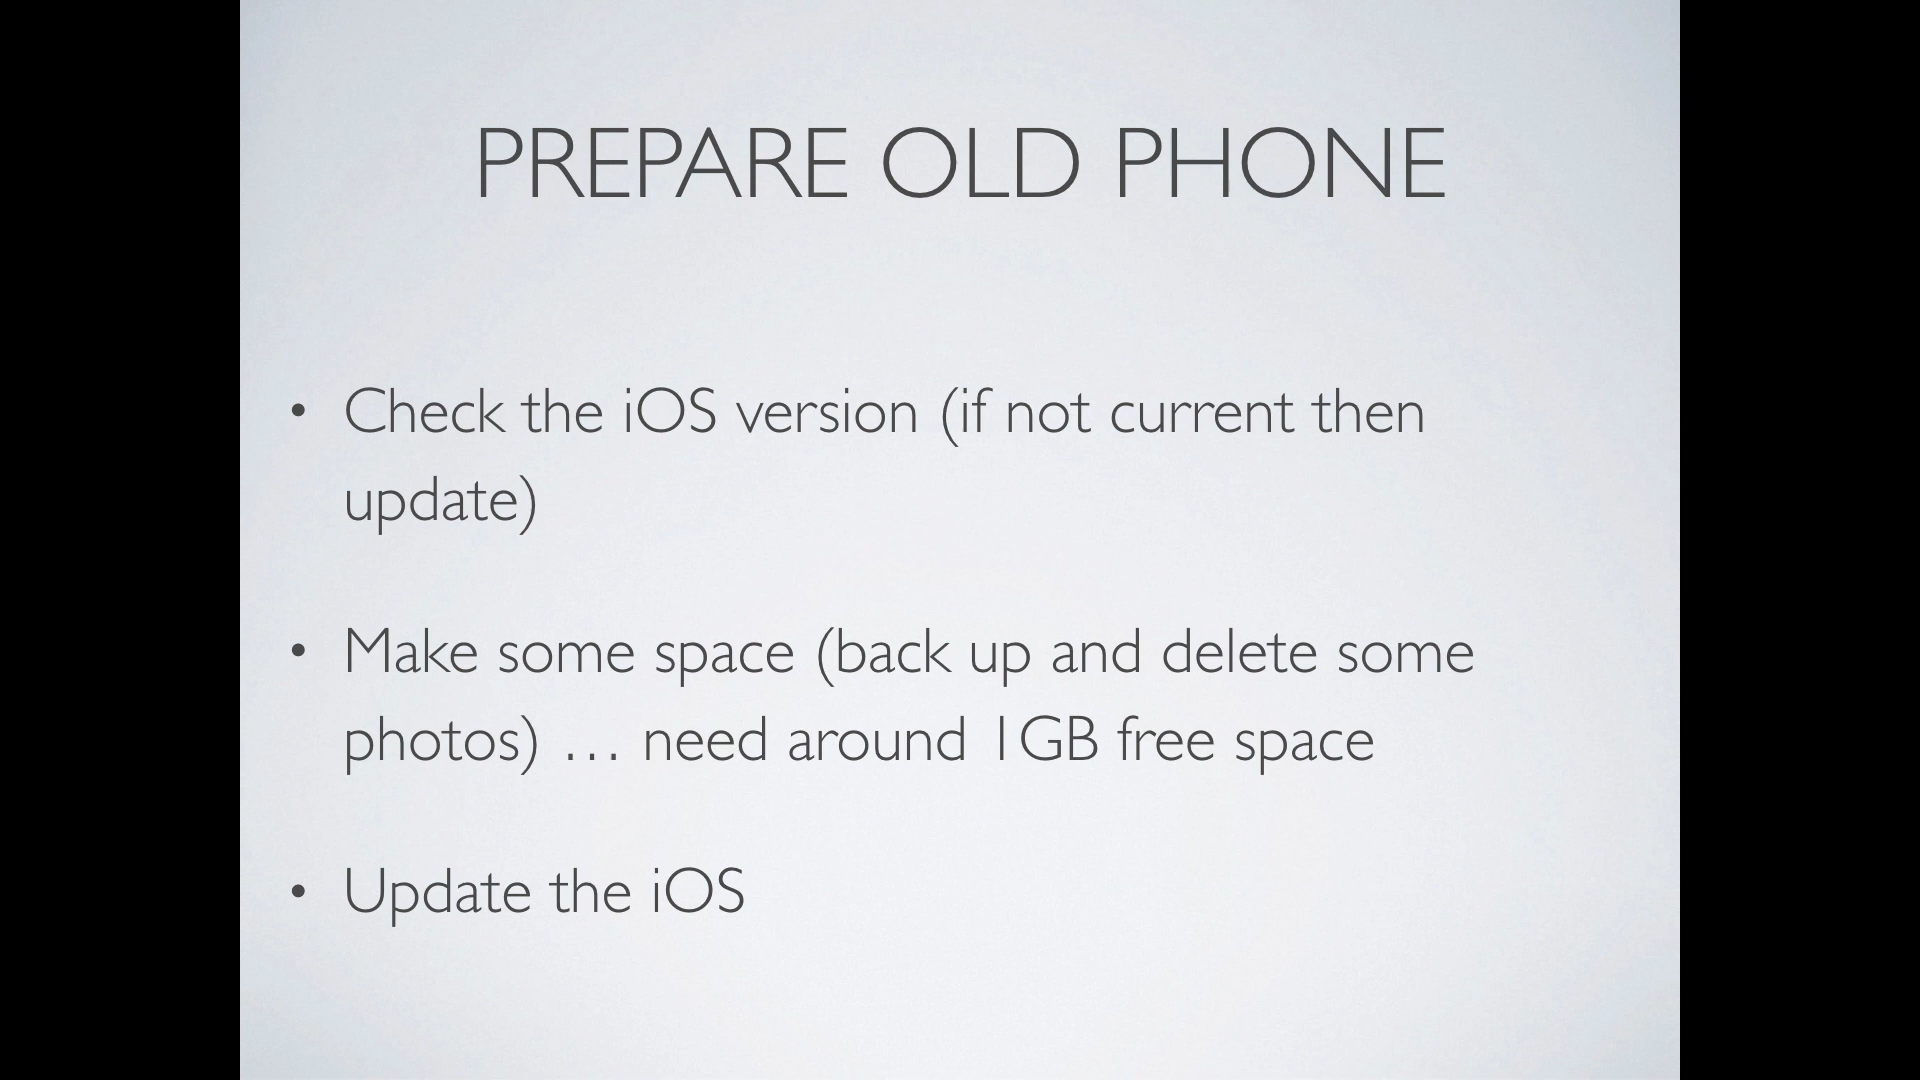 PREPARE OLD PHONE
• Check the iOS version (if not current then
update)
• Make some space (back up and delete some
photos) … need around 1GB free space
• Update the iOS